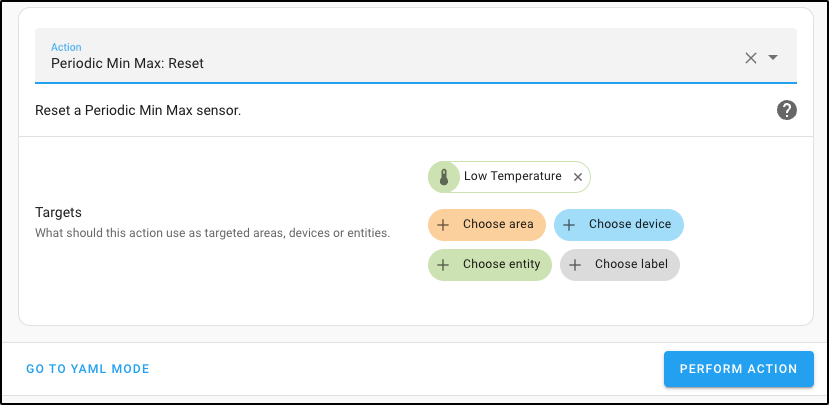 Action
Periodic Min Max: Reset
Reset a Periodic Min Max sensor.
Low Temperature
Targets
What should this action use as targeted areas, devices or entities.
Choose area
Choose device
Choose entity
Choose label
GO TO YAML MODE
PERFORM ACTION